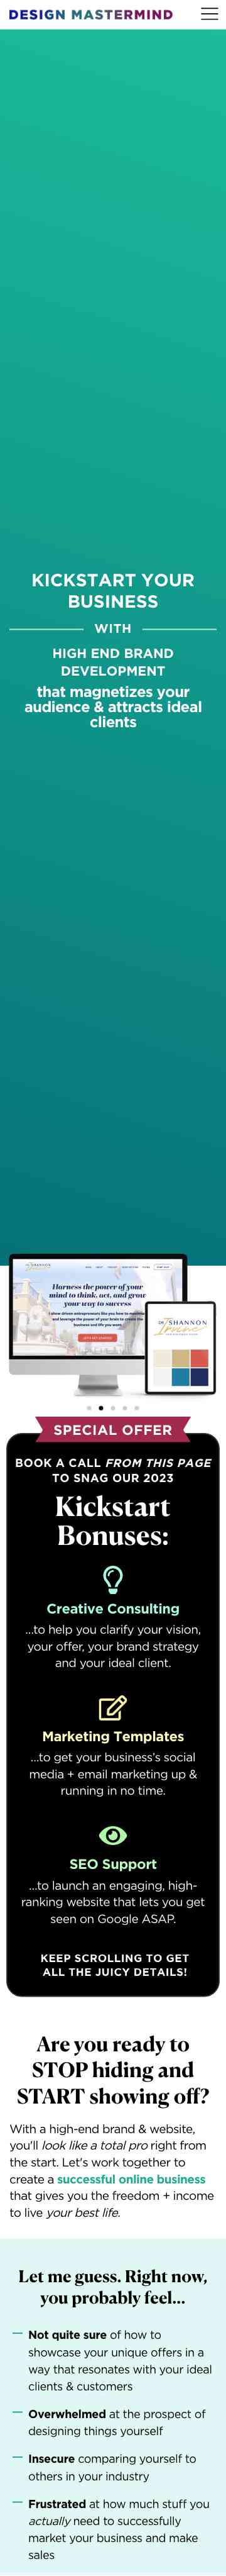 DESIGN MASTERMIND
KICKSTART YOUR
BUSINESS
WITH
HIGH END BRAND
DEVELOPMENT
that magnetizes your
audience & attracts ideal
clients
Harness the power of your
mind to think, act, and grow
your way to success
SHANNON
Irvine
SPECIAL OFFER
BOOK A CALL FROM THIS PAGE
TO SNAG OUR 2023
Kickstart
Bonuses:
Creative Consulting
...to help you clarify your vision,
your offer, your brand strategy
and your ideal client.
Marketing Templates
...to get your business's social
media + email marketing up &
running in no time.
SEO Support
...to launch an engaging, high-
ranking website that lets you get
seen on Google ASAP.
KEEP SCROLLING TO GET
ALL THE JUICY DETAILS!
Are you ready to
STOP hiding and
START showing off?
With a high-end brand & website,
you'll look like a total pro right from
the start. Let's work together to
create a successful online business
that gives you the freedom + income
to live your best life.
Let me guess. Right now,
you probably feel...
Not quite sure of how to
showcase your unique offers in a
way that resonates with your ideal
clients & customers
Overwhelmed at the prospect of
designing things yourself
Insecure comparing yourself to
others in your industry
Frustrated at how much stuff you
actually need to successfully
market your business and make
sales